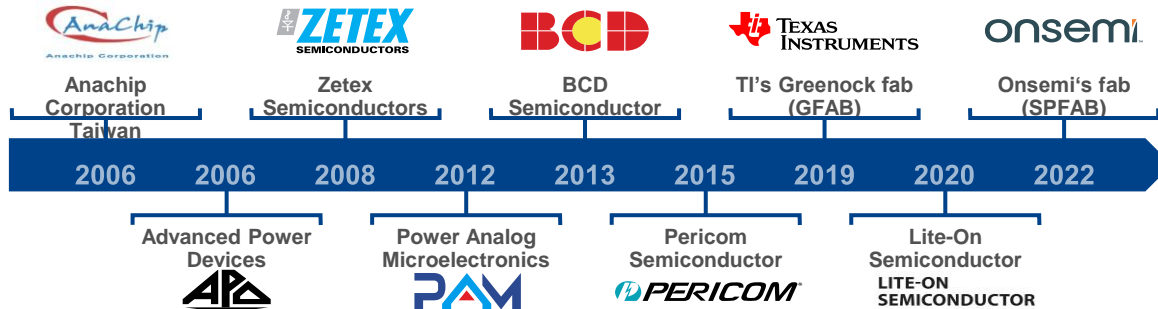 AnaChip
Anachip Corporation
ZETEX
SEMICONDUCTORS
BCD
TEXAS
INSTRUMENTS
onsemi
Anachip
Corporation
Taiwan
Zetex
Semiconductors
BCD
Semiconductor
TI's Greenock fab
(GFAB)
Onsemi‘s fab
(SPFAB)
2006 2006 2008 2012 2013 2015 2019 2020 2022
Advanced Power
Devices
APD
Power Analog
Microelectronics
PAM
Pericom
Semiconductor
PERICOM
Lite-On
Semiconductor
LITE-ON
SEMICONDUCTOR